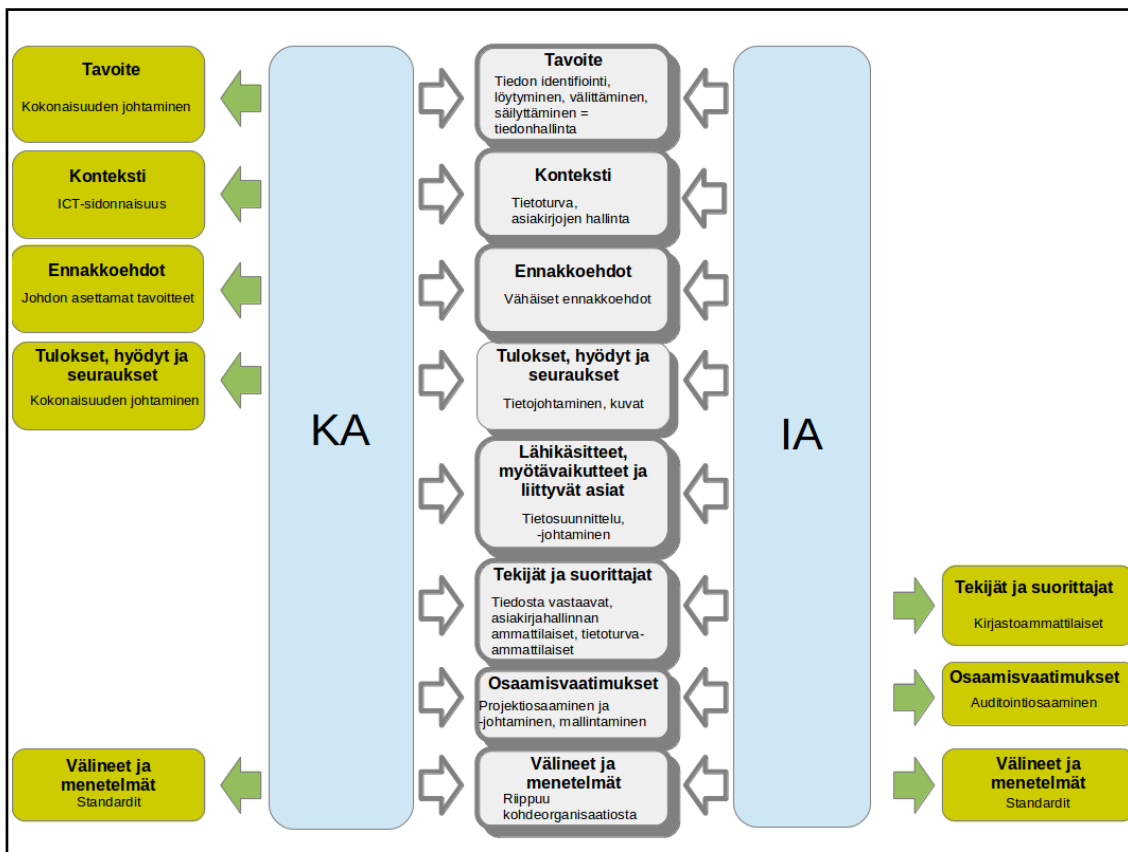 Tavoite
Kokonaisuuden johtaminen
Konteksti
ICT-sidonnaisuus
Ennakkoehdot
Johdon asettamat tavoitteet
Tulokset, hyödyt ja
seuraukset
Kokonaisuuden johtaminen
Välineet ja
menetelmät
Standardit
KA
Tavoite
Tiedon identifiointi,
löytyminen, välittäminen,
säilyttäminen =
tiedonhallinta
Konteksti
Tietoturva,
asiakirjojen hallinta
Ennakkoehdot
Vähäiset ennakkoehdot
Tulokset, hyödyt ja
seuraukset
Tietojohtaminen, kuvat
Lähikäsitteet,
myötävaikutteet ja
liittyvät asiat
Tietosuunnittelu,
-johtaminen
Tekijät ja suorittajat
Tiedosta vastaavat,
asiakirjahallinnan
ammattilaiset, tietoturva-
ammattilaiset
Osaamisvaatimukset
Projektiosaaminen ja
-johtaminen, mallintaminen
Välineet ja
menetelmät
Riippuu
kohdeorganisaatiosta
IA
Tekijät ja suorittajat
Kirjastoammattilaiset
Osaamisvaatimukset
Auditointiosaaminen
Välineet ja
menetelmät
Standardit